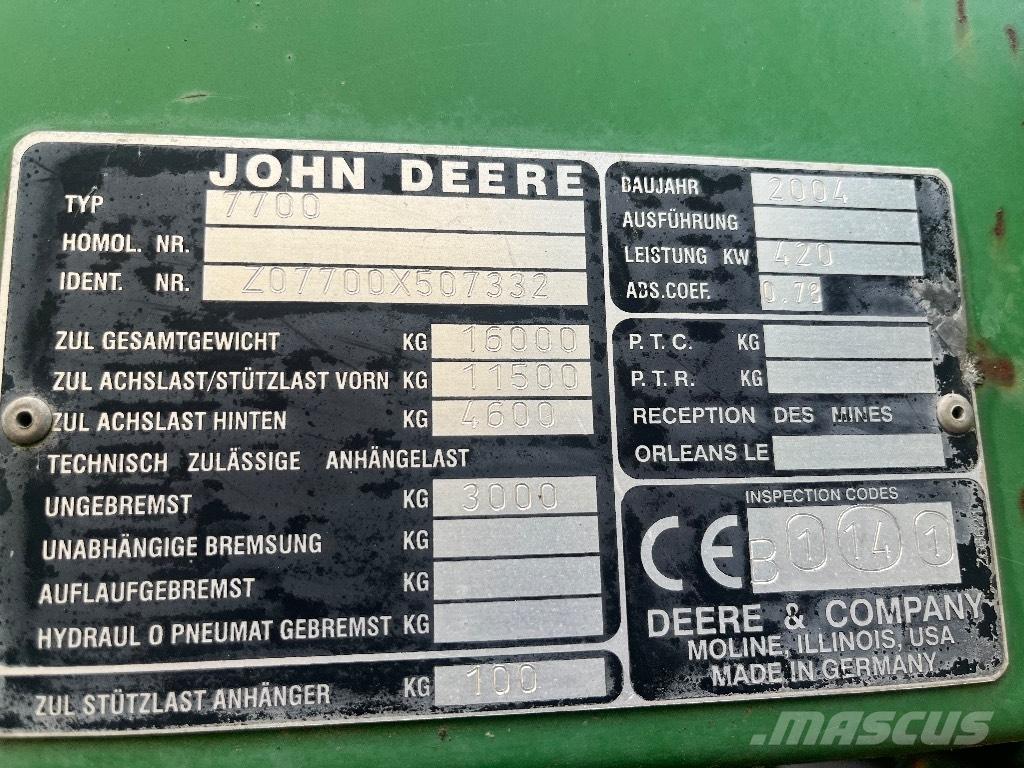 JOHN DEERE
TYP 7700
HOMOL. NR.
IDENT. NR. Z07700X507332
ZUL GESAMTGEWICHT KG 16000
ZUL ACHSLAST/STÜTZLAST VORN KG 11500
ZUL ACHSLAST HINTEN KG 4600
TECHNISCH ZULÄSSIGE ANHÄNGELAST
UNGEBREMST KG 3000
UNABHÄNGIGE BREMSUNG KG
AUFLAUFGEBREMST KG
HYDRAUL O PNEUMAT GEBREMST KG
ZUL STÜTZLAST ANHÄNGER KG 100
BAUJAHR 2004
AUSFÜHRUNG
LEISTUNG KW 420
ABS.COEF. 0.78
P. T. C. KG
P. T. R. KG
RECEPTION DES MINES
ORLEANS LE
INSPECTION CODES
CE B 1 14 1
DEERE & COMPANY
MOLINE, ILLINOIS, USA
MADE IN GERMANY
MASCUS